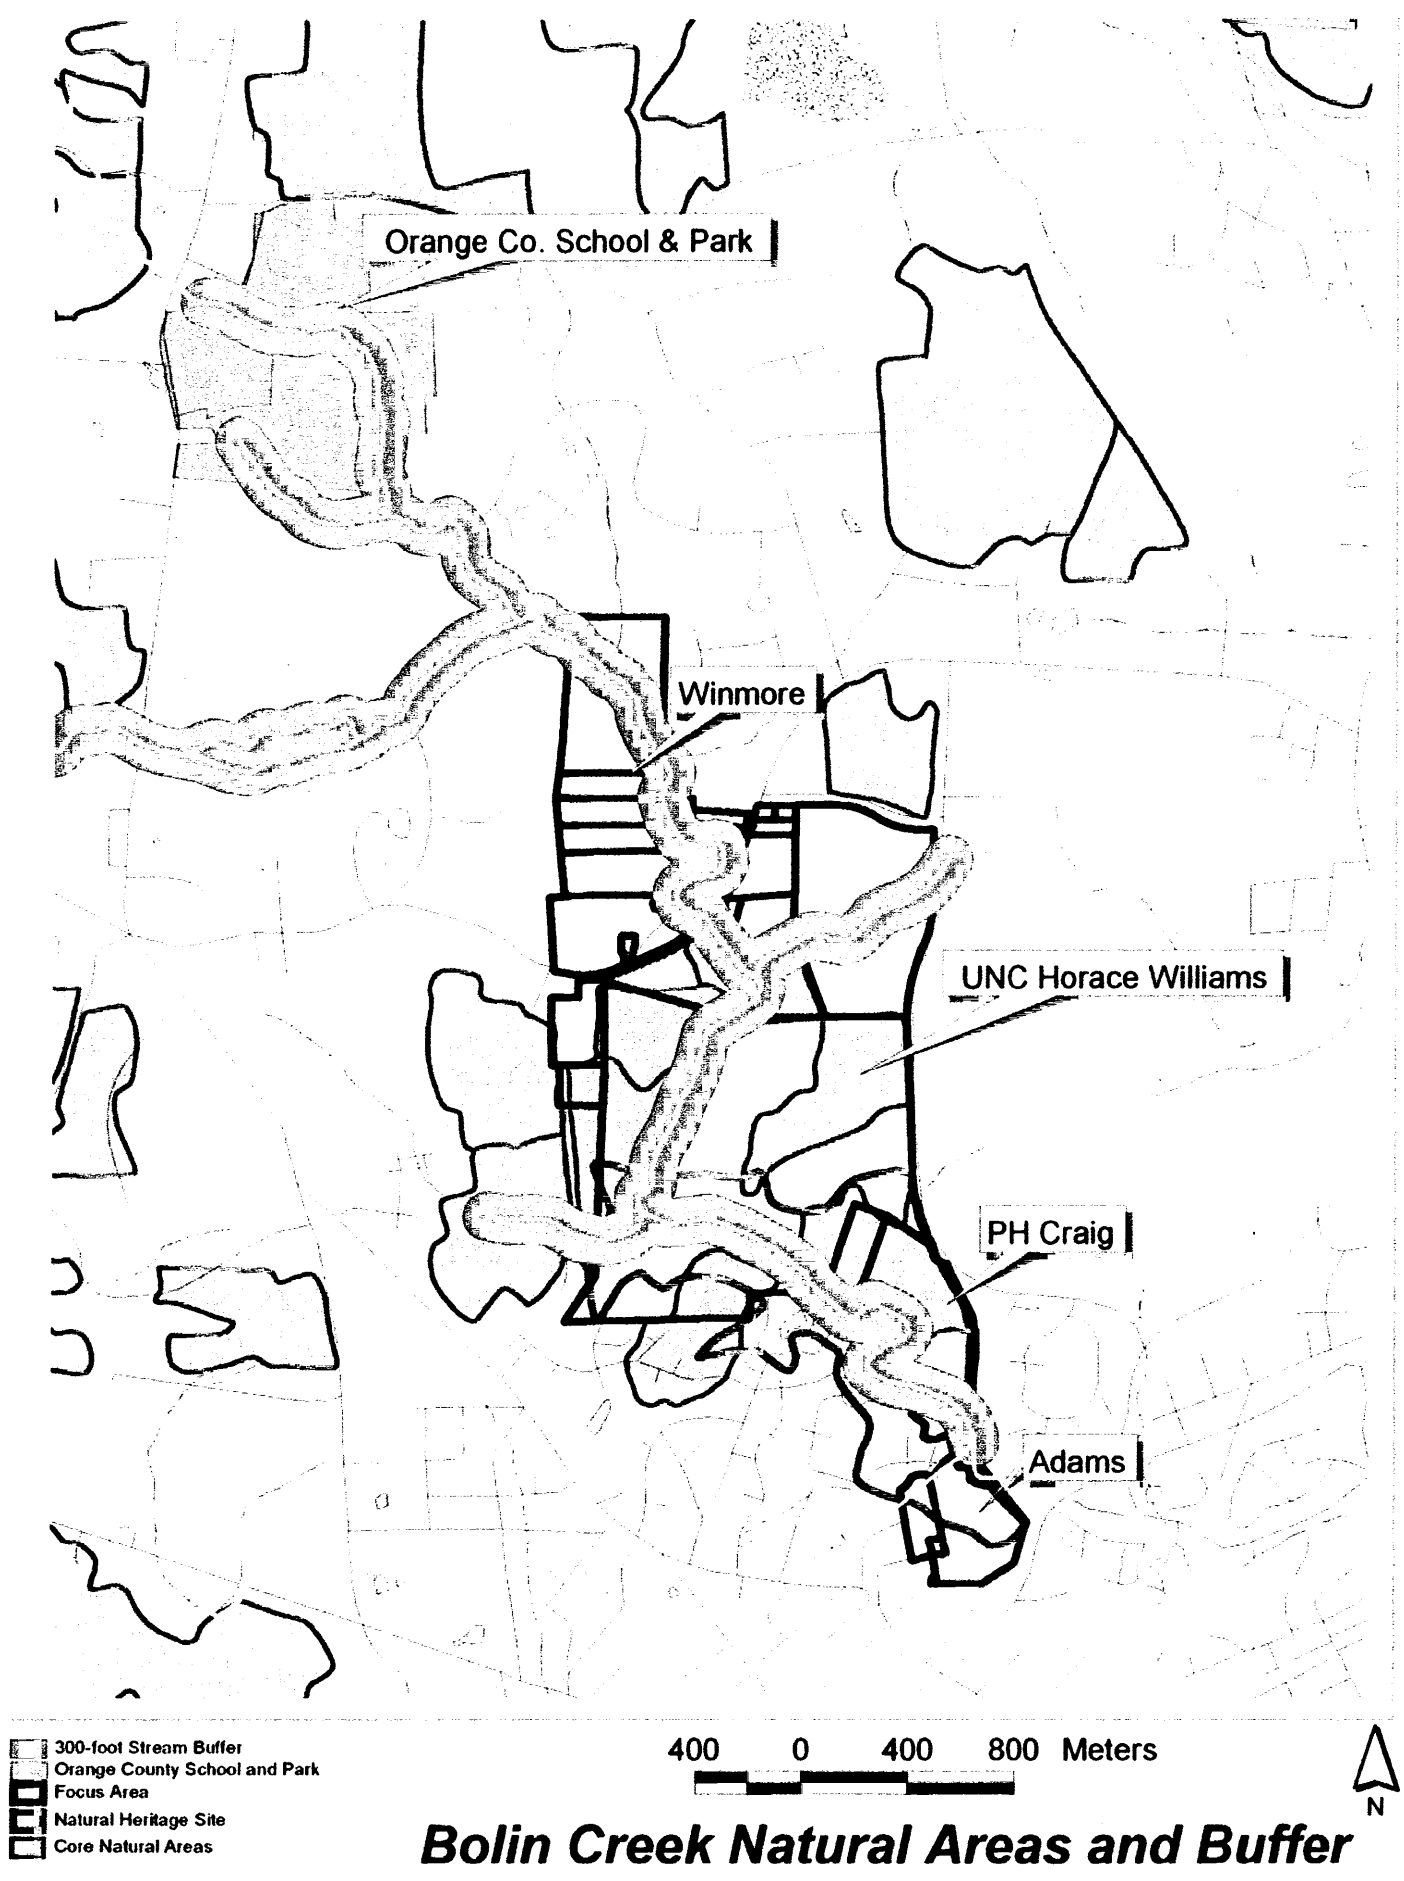 Orange Co. School & Park
Winmore
UNC Horace Williams
PH Craig
Adams
300-foot Stream Buffer
Orange County School and Park
Focus Area
Natural Heritage Site
Core Natural Areas
400 0 400 800 Meters
N
Bolin Creek Natural Areas and Buffer